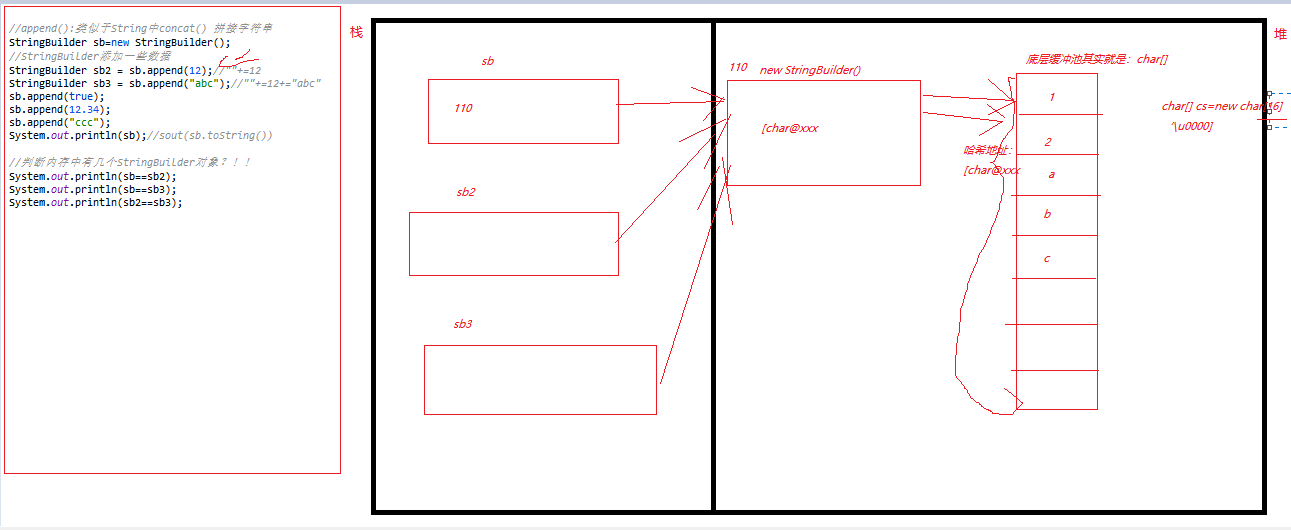 //append():类似于String中concat() 拼接字符串
StringBuilder sb=new StringBuilder();
//StringBuilder添加一些数据
StringBuilder sb2 = sb.append(12);//""+=12
StringBuilder sb3 = sb.append("abc");//""+=12+="abc"
sb.append(true);
sb.append(12.34);
sb.append("ccc");
System.out.println(sb);//sout(sb.toString())
//判断内存中有几个StringBuilder对象?!!
System.out.println(sb==sb2);
System.out.println(sb==sb3);
System.out.println(sb2==sb3);
栈
sb
110
sb2
sb3
110
new StringBuilder()
[char@xxx
堆
底层缓冲池其实就是: char[]
哈希地址:
[char@xxx
1
2
a
b
c
char[] cs=new char[16]
'\u0000]